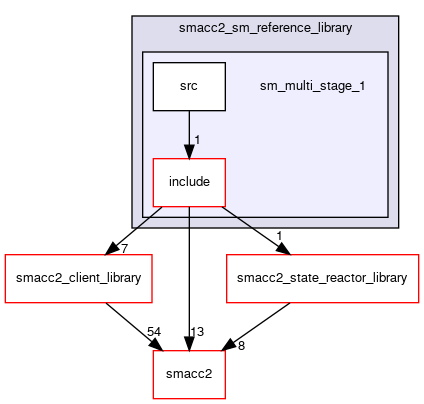 smacc2_sm_reference_library
src
sm_multi_stage_1
1
include
1
7
smacc2_client_library
smacc2_state_reactor_library
54
13
8
smacc2